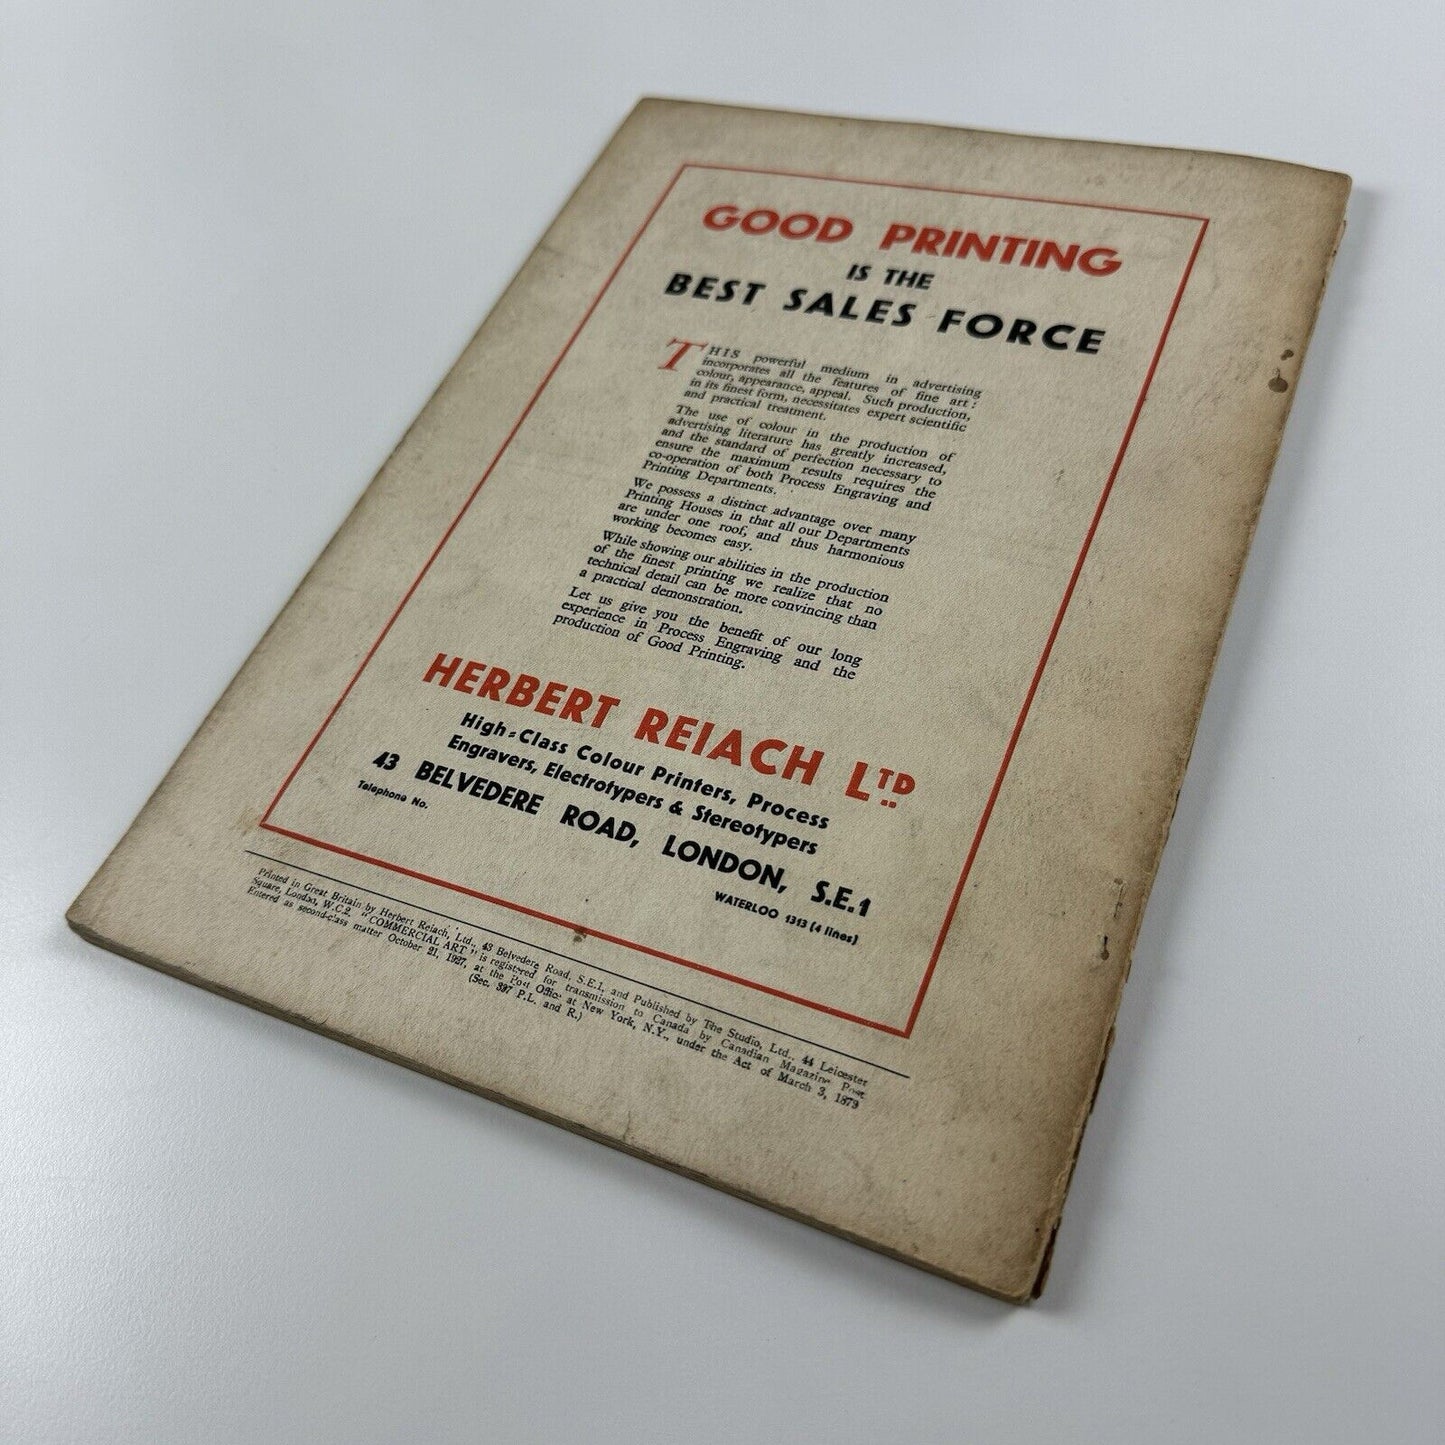 GOOD PRINTING
IS THE
BEST SALES FORCE
THIS powerful medium in advertising
incorporates all the features of fine art:
colour, appearance, appeal. Such production,
in its finest form, necessitates expert scientific
and practical treatment.
The use of colour in the production of
advertising literature has greatly increased,
and the standard of perfection necessary to
ensure the maximum results requires the
co-operation of both Process Engraving and
Printing Departments.
We possess a distinct advantage over many
Printing Houses in that all our Departments
are under one roof, and thus harmonious
working becomes easy.
While showing our abilities in the production
of the finest printing we realize that no
technical detail can be more convincing than
a practical demonstration.
Let us give you the benefit of our long
experience in Process Engraving and the
production of Good Printing.
HERBERT REIACH LTD
High-Class Colour Printers, Process
Engravers, Electrotypers & Stereotypers
43 BELVEDERE ROAD, LONDON, S.E.1
Telephone No. WATERLOO 1313 (4 lines)
Printed in Great Britain by Herbert Reiach, Ltd., 43 Belvedere Road, S.E.1, and Published by The Studio, Ltd., 44 Leicester
Square, London, W.C.2. "COMMERCIAL ART" is registered for transmission to Canada by Canadian Magazine Post
Entered as second-class matter October 21, 1927, at the Post Office at New York, N.Y., under the Act of March 3, 1879
(Sec. 397 P.L. and R.)